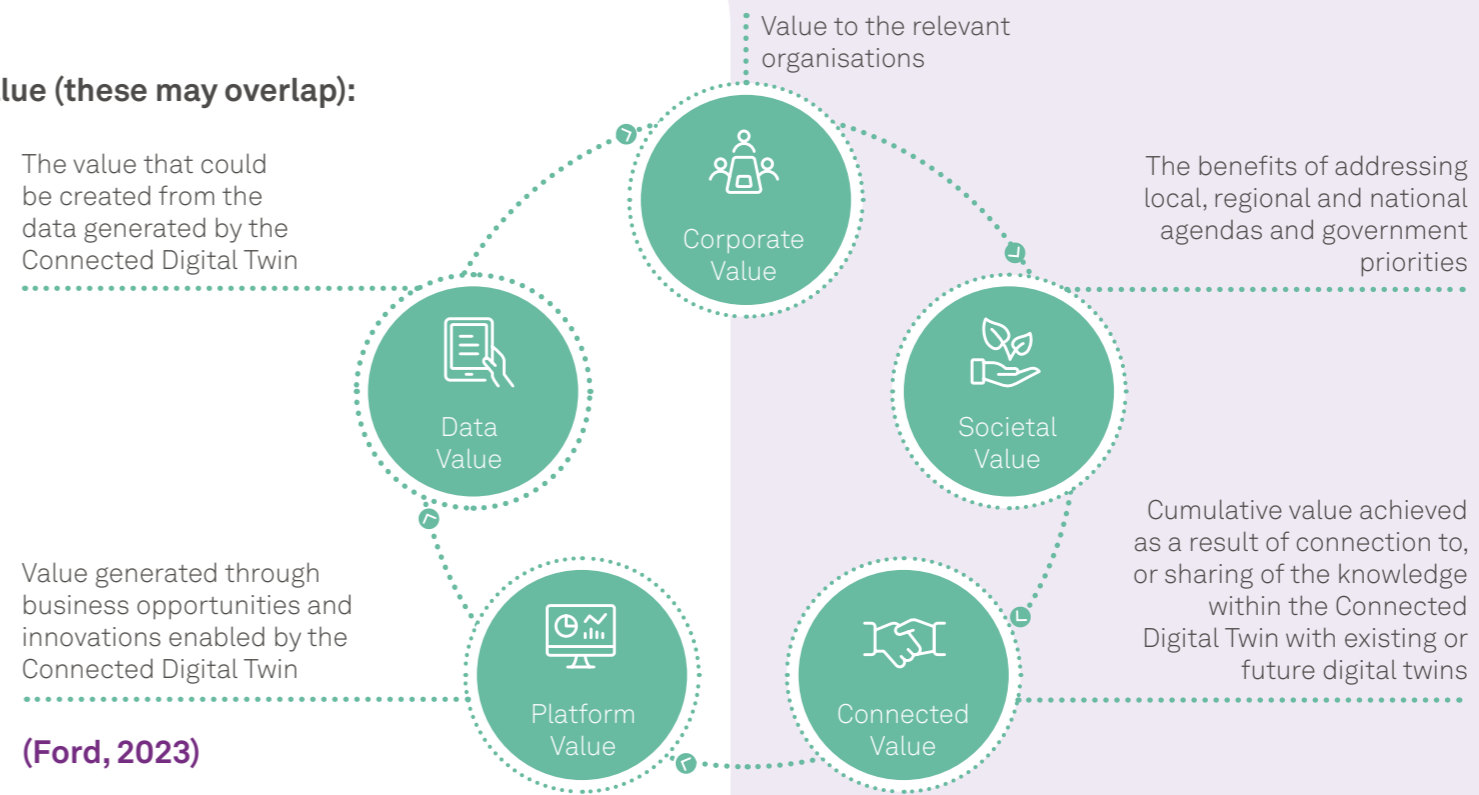 Value to the relevant
organisations
(these may overlap):
The value that could
be created from the
data generated by the
Connected Digital Twin
Corporate
Value
The benefits of addressing
local, regional and national
agendas and government
priorities
Data
Value
Societal
Value
Value generated through
business opportunities and
innovations enabled by the
Connected Digital Twin
Cumulative value achieved
as a result of connection to,
or sharing of the knowledge
within the Connected
Digital Twin with existing or
future digital twins
Platform
Value
Connected
Value
(Ford, 2023)